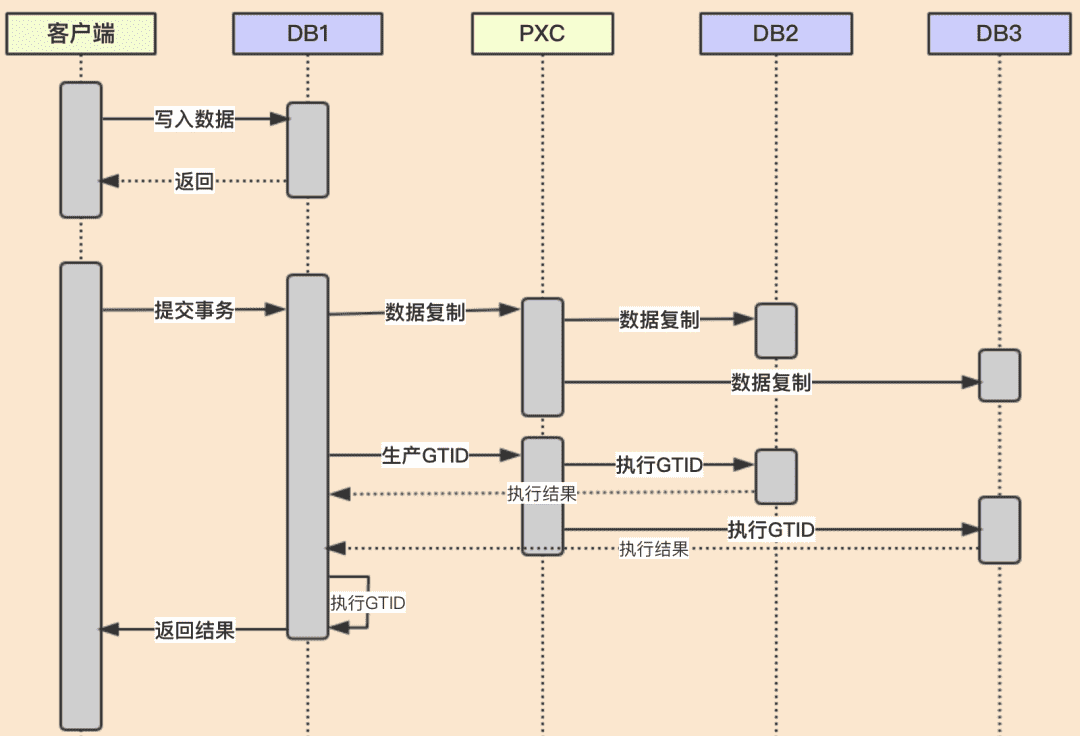 客户端
DB1
PXC
DB2
DB3
写入数据
返回
提交事务
数据复制
数据复制
数据复制
生产GTID
执行GTID
执行结果
执行GTID
执行结果
执行GTID
返回结果